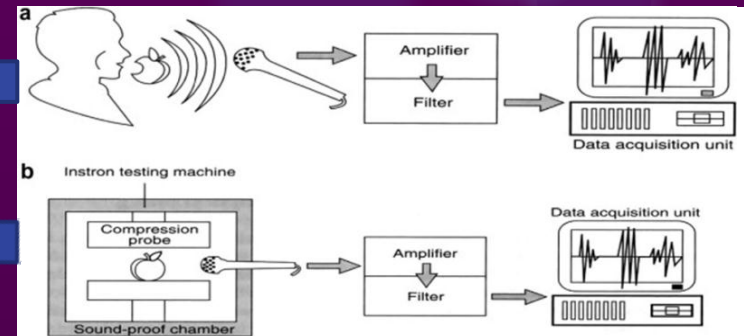 a
Amplifier
Filter
Data acquisition unit
b
Instron testing machine
Compression
probe
Sound-proof chamber
Amplifier
Filter
Data acquisition unit